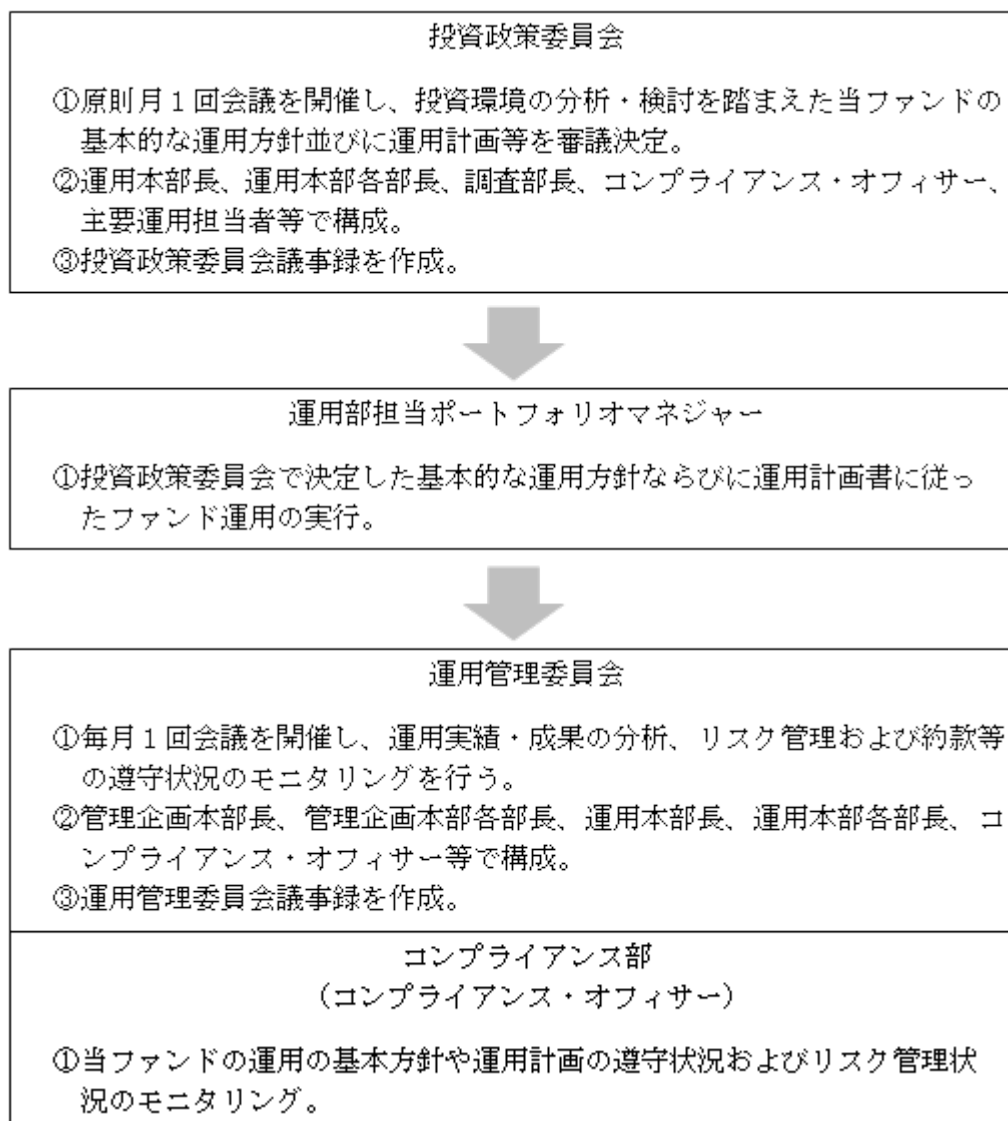 投資政策委員会
①原則月１回会議を開催し、投資環境の分析・検討を踏まえた当ファンドの
基本的な運用方針並びに運用計画等を審議決定。
②運用本部長、運用本部各部長、調査部長、コンプライアンス・オフィサー、
主要運用担当者等で構成。
③投資政策委員会議事録を作成。
運用部担当ポートフォリオマネジャー
①投資政策委員会で決定した基本的な運用方針ならびに運用計画書に従っ
たファンド運用の実行。
運用管理委員会
①毎月１回会議を開催し、運用実績・成果の分析、リスク管理および約款等
の遵守状況のモニタリングを行う。
②管理企画本部長、管理企画本部各部長、運用本部長、運用本部各部長、コ
ンプライアンス・オフィサー等で構成。
③運用管理委員会議事録を作成。
コンプライアンス部
（コンプライアンス・オフィサー）
①当ファンドの運用の基本方針や運用計画の遵守状況およびリスク管理状
況のモニタリング。